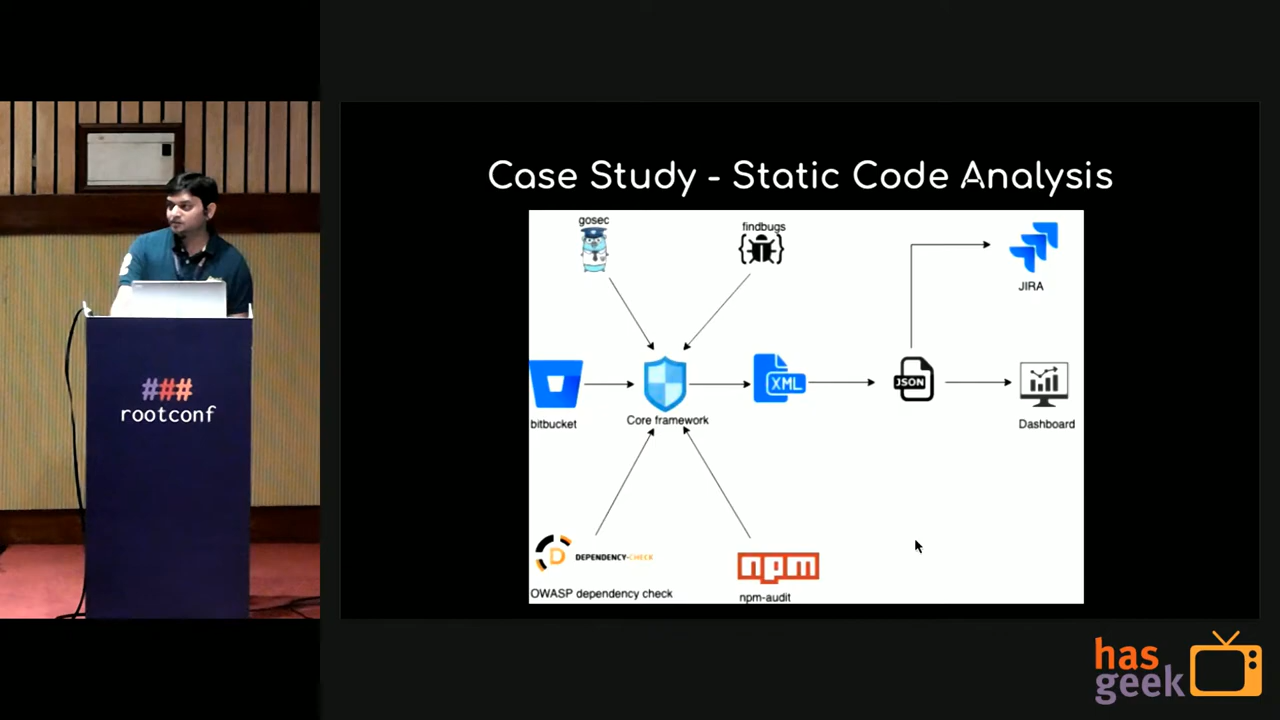 Case Study - Static Code Analysis
gosec
findbugs
JIRA
bitbucket
Core framework
XML
JSON
Dashboard
DEPENDENCY-CHECK
OWASP dependency check
npm
npm-audit
###
rootconf
has
geek